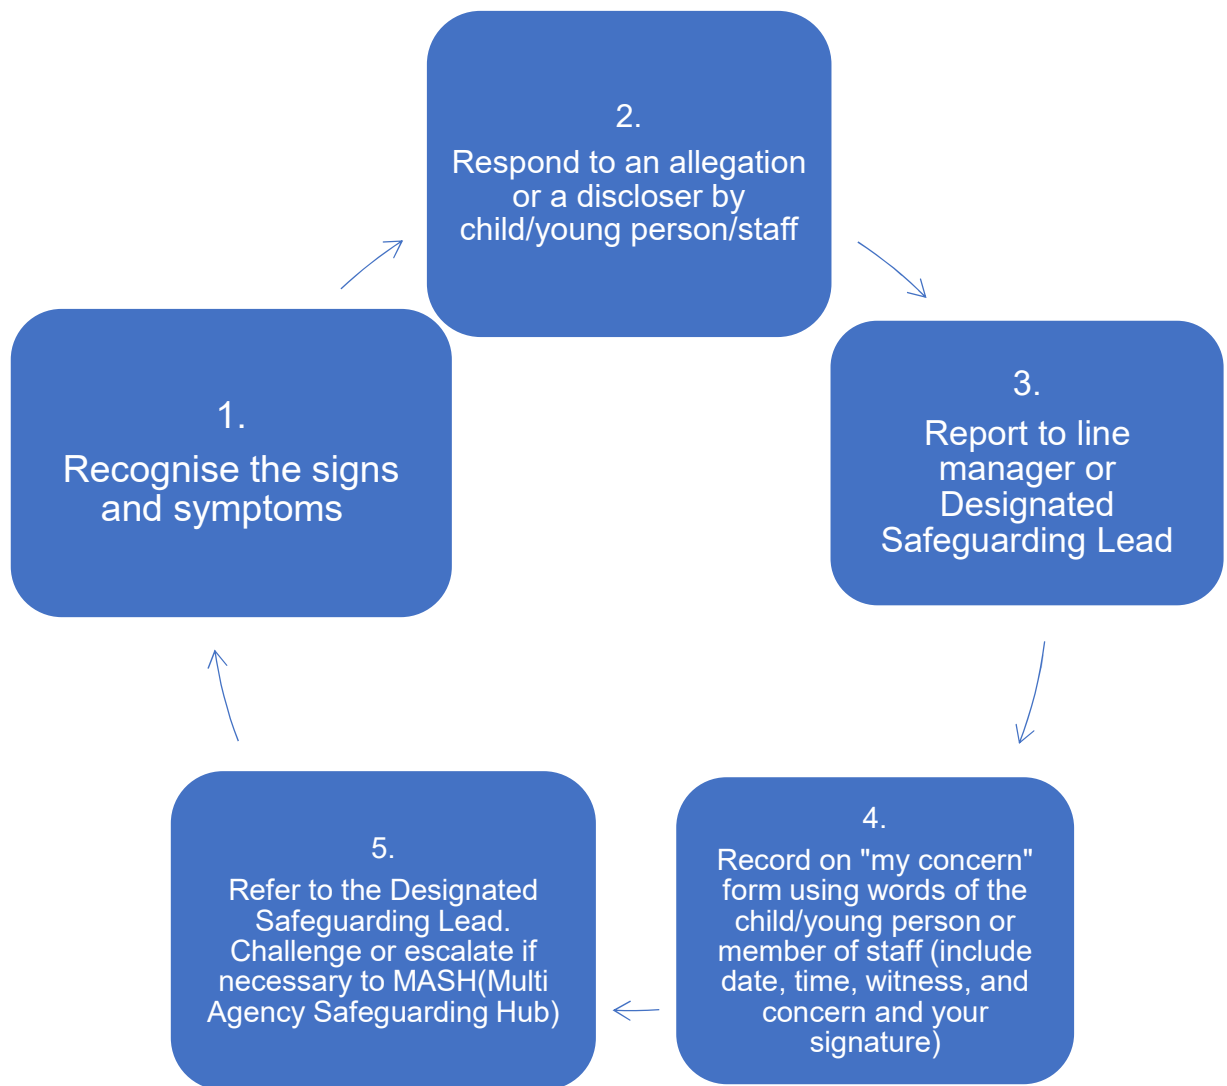 1.
Recognise the signs
and symptoms
2.
Respond to an allegation
or a discloser by
child/young person/staff
3.
Report to line
manager or
Designated
Safeguarding Lead
4.
Record on "my concern"
form using words of the
child/young person or
member of staff (include
date, time, witness, and
concern and your
signature)
5.
Refer to the Designated
Safeguarding Lead.
Challenge or escalate if
necessary to MASH(Multi
Agency Safeguarding Hub)